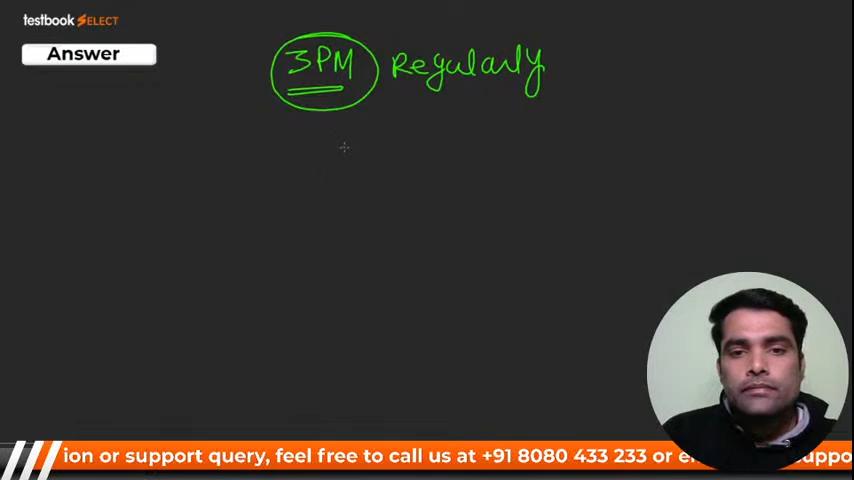 testbook SELECT
Answer
3PM Regularly
ion or support query, feel free to call us at +91 8080 433 233 or